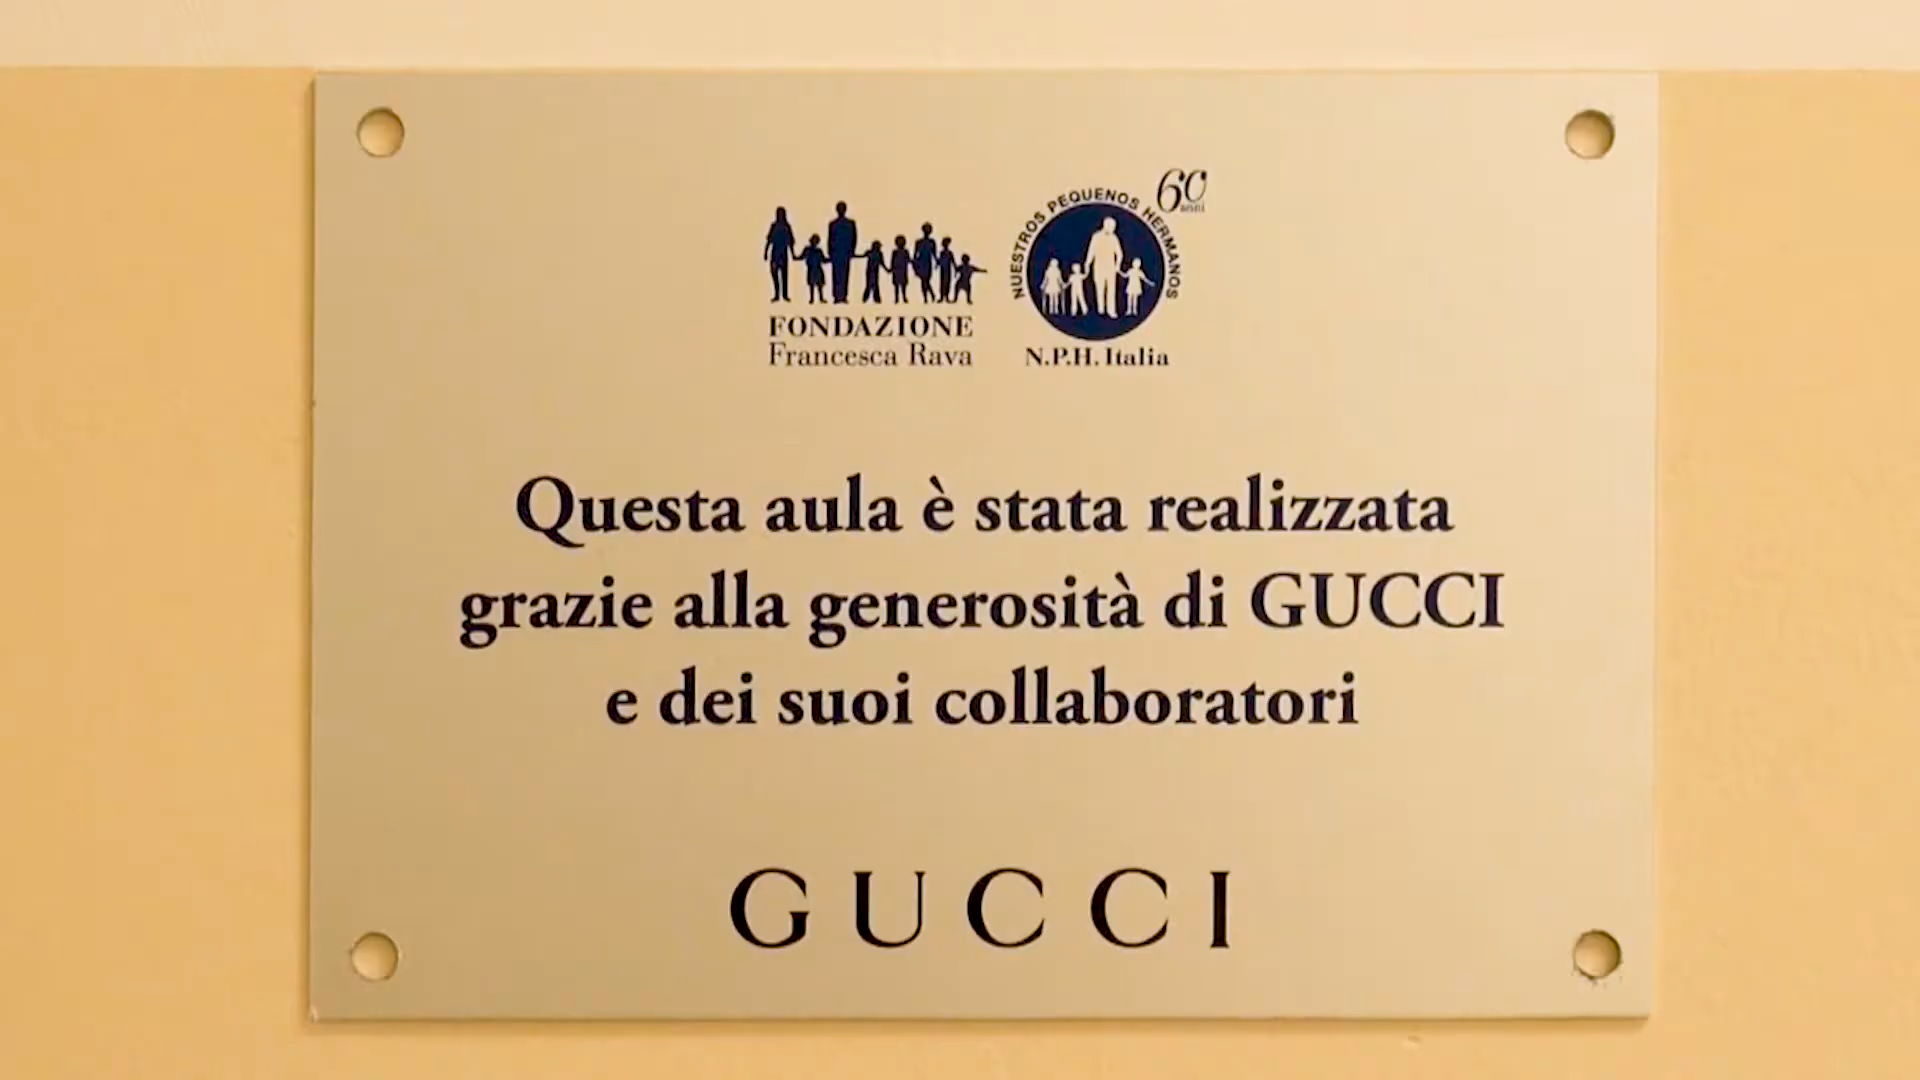 FONDAZIONE
Francesca Rava
NUESTROS PEQUENOS HERMANOS
60
anni
N.P.H. Italia
Questa aula è stata realizzata
grazie alla generosità di GUCCI
e dei suoi collaboratori
GUCCI